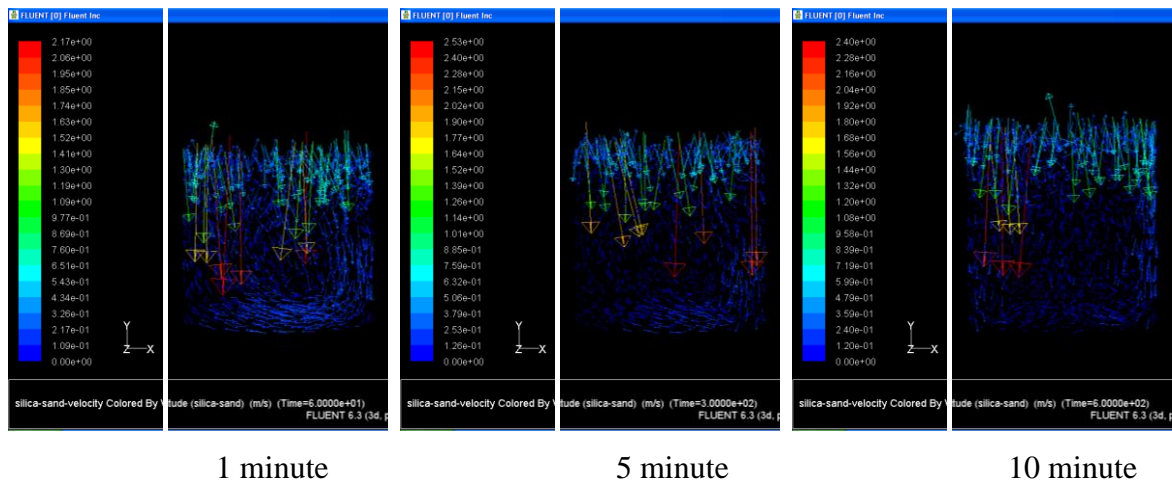 FLUENT [0] Fluent Inc
2.17e+00
2.06e+00
1.95e+00
1.84e+00
1.74e+00
1.63e+00
1.52e+00
1.41e+00
1.30e+00
1.19e+00
1.09e+00
9.77e-01
8.69e-01
7.60e-01
6.51e-01
5.43e-01
4.34e-01
3.26e-01
2.17e-01
1.09e-01
0.00e+00
Y
Z X
silica-sand-velocity Colored By V tude (silica-sand) (m/s) (Time=6.0000e+01)
FLUENT 6.3 (3d, p
1 minute
FLUENT [0] Fluent Inc
2.53e+00
2.40e+00
2.28e+00
2.15e+00
2.02e+00
1.90e+00
1.77e+00
1.64e+00
1.52e+00
1.39e+00
1.26e+00
1.14e+00
1.01e+00
8.85e-01
7.59e-01
6.32e-01
5.06e-01
3.79e-01
2.53e-01
1.26e-01
0.00e+00
Y
Z X
silica-sand-velocity Colored By V tude (silica-sand) (m/s) (Time=3.0000e+02)
FLUENT 6.3 (3d, p
5 minute
FLUENT [0] Fluent Inc
2.40e+00
2.28e+00
2.16e+00
2.04e+00
1.92e+00
1.80e+00
1.68e+00
1.56e+00
1.44e+00
1.32e+00
1.20e+00
1.08e+00
9.58e-01
8.39e-01
7.19e-01
5.99e-01
4.79e-01
3.60e-01
2.40e-01
1.20e-01
0.00e+00
Y
Z X
silica-sand-velocity Colored By V tude (silica-sand) (m/s) (Time=6.0000e+02)
FLUENT 6.3 (3d, p
10 minute